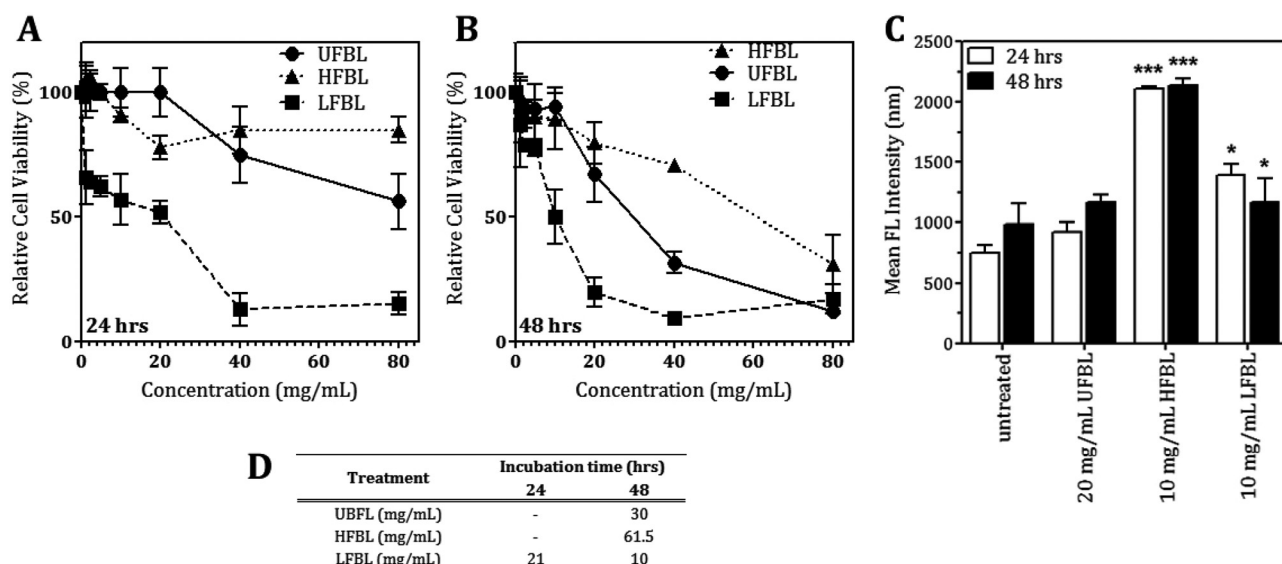 A
UFBL
HFBL
LFBL
Relative Cell Viability (%)
100
50
0
24 hrs
0 20 40 60 80
Concentration (mg/mL)
B
HFBL
UFBL
LFBL
Relative Cell Viability (%)
100
50
0
48 hrs
0 20 40 60 80
Concentration (mg/mL)
C
24 hrs
48 hrs
Mean FL Intensity (nm)
2500
2000
1500
1000
750
500
250
0
*** ***
* *
untreated
20 mg/mL UFBL
10 mg/mL HFBL
10 mg/mL LFBL
D
Treatment Incubation time (hrs)
24 48
UBFL (mg/mL) - 30
HFBL (mg/mL) - 61.5
LFBL (mg/mL) 21 10